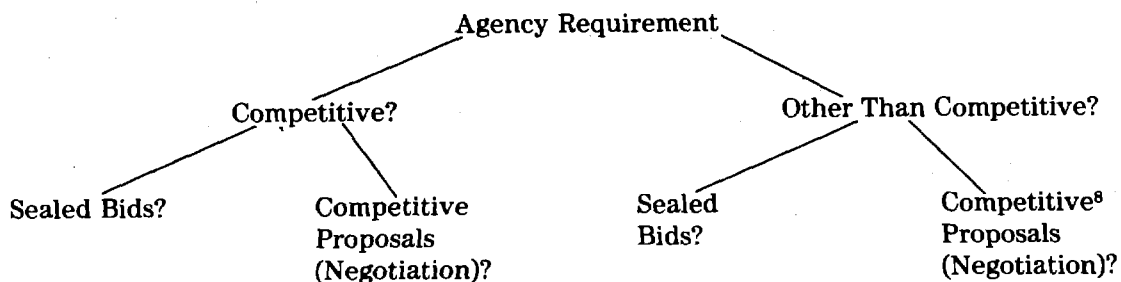 Agency Requirement
Competitive?
Other Than Competitive?
Sealed Bids?
Competitive
Proposals
(Negotiation)?
Sealed
Bids?
Competitive⁸
Proposals
(Negotiation)?